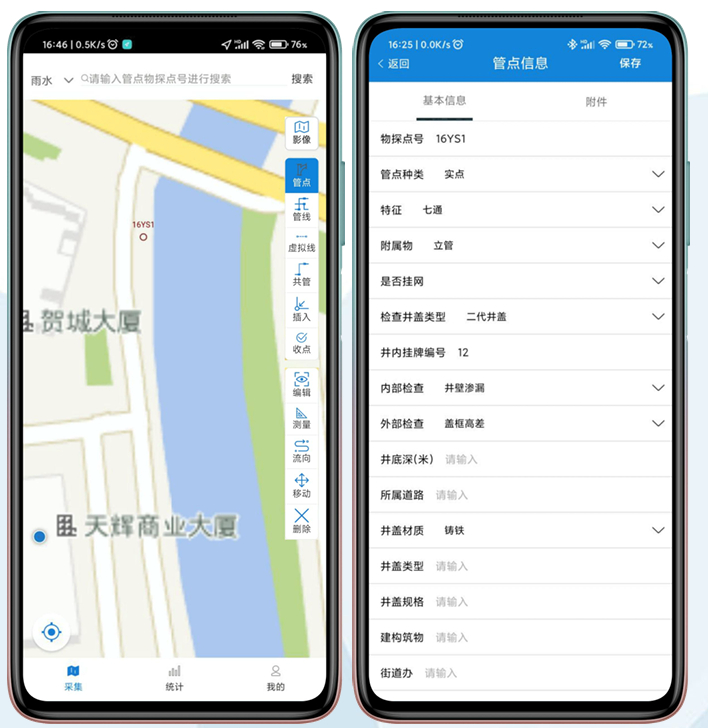 16:46 | 0.5K/s
76%
雨水
请输入管点物探点号进行搜索
搜索
影像
管点
管线
虚拟线
共管
插入
收点
编辑
测量
流向
移动
删除
16YS1
贺城大厦
天辉商业大厦
采集
统计
我的
16:25 | 0.0K/s
72%
返回
管点信息
保存
基本信息
附件
物探点号 16YS1
管点种类 实点
特征 七通
附属物 立管
是否挂网
检查井盖类型 二代井盖
井内挂牌编号 12
内部检查 井壁渗漏
外部检查 盖框高差
井底深(米) 请输入
所属道路 请输入
井盖材质 铸铁
井盖类型 请输入
井盖规格 请输入
建构筑物 请输入
街道办 请输入